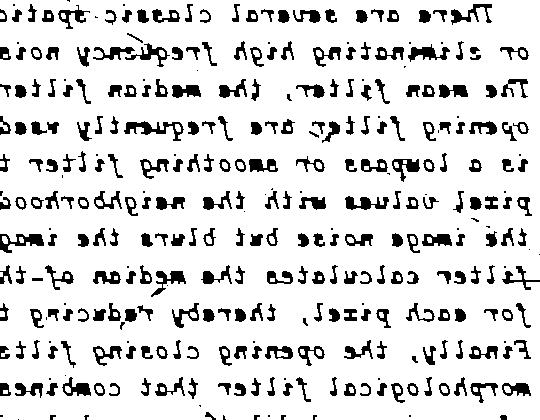 There are several classic spatia
or eliminating high frequency nois
The mean filter, the median filter
opening filter are frequently used
is a lowpass or smoothing filter t
pixel values with the neighborhood
the image noise but blurs the imag
filter calculates the median of th
for each pixel, thereby reducing t
Finally, the opening closing filte
morphological filter that combines